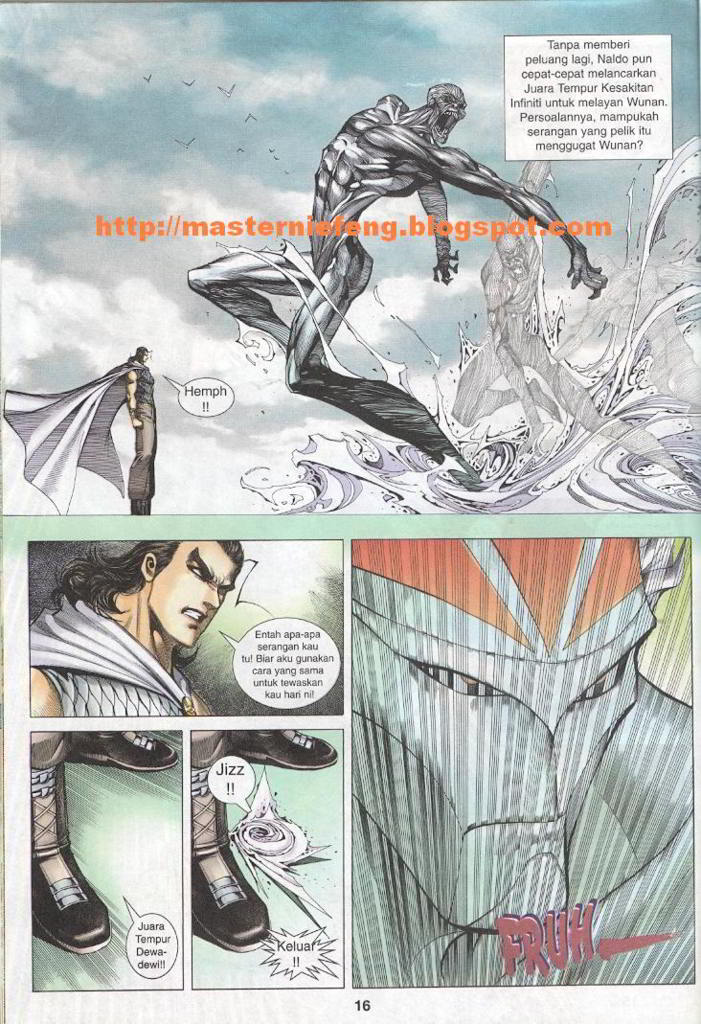 Tanpa memberi
peluang lagi, Naldo pun
cepat-cepat melancarkan
Juara Tempur Kesakitan
Infiniti untuk melayan Wunan.
Persoalannya, mampukah
serangan yang pelik itu
menggugat Wunan?
http://masterniefeng.blogspot.com
Hemph
!!
Entah apa-apa
serangan kau
tu! Biar aku gunakan
cara yang sama
untuk tewaskan
kau hari ni!
Juara
Tempur
Dewa-
dewi!!
Jizz
!!
Keluar
!!
FRUH
16